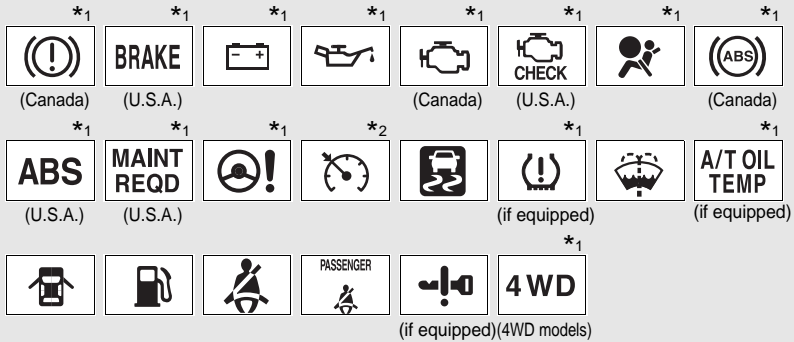 *1 *1 *1 *1 *1 *1 *1 *1
BRAKE
- +
CHECK
(ABS)
(Canada) (U.S.A.) (Canada) (U.S.A.) (Canada)
*1 *1 *1 *2 *1 *1
ABS
MAINT
REQD
A/T OIL
TEMP
(U.S.A.) (U.S.A.) (if equipped) (if equipped)
*1
PASSENGER
4WD
(if equipped) (4WD models)